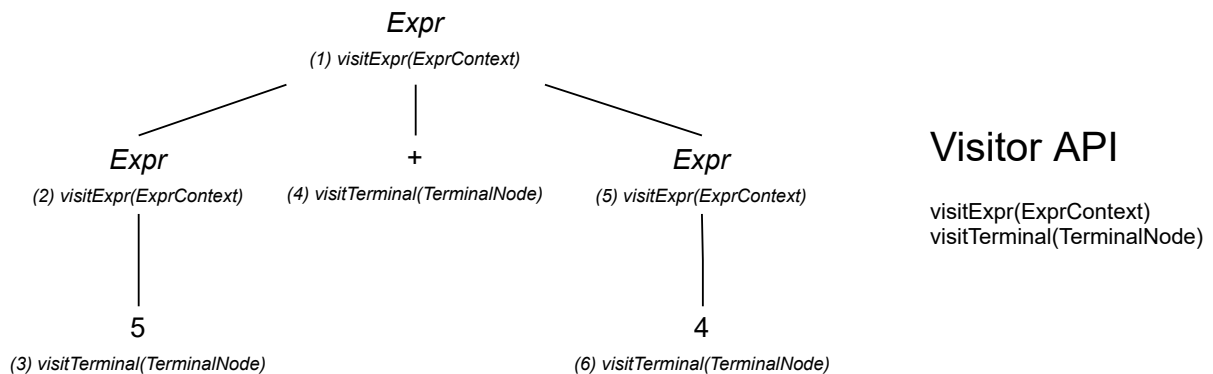 Expr
(1) visitExpr(ExprContext)
Expr
(2) visitExpr(ExprContext)
+
(4) visitTerminal(TerminalNode)
Expr
(5) visitExpr(ExprContext)
5
(3) visitTerminal(TerminalNode)
4
(6) visitTerminal(TerminalNode)
Visitor API
visitExpr(ExprContext)
visitTerminal(TerminalNode)